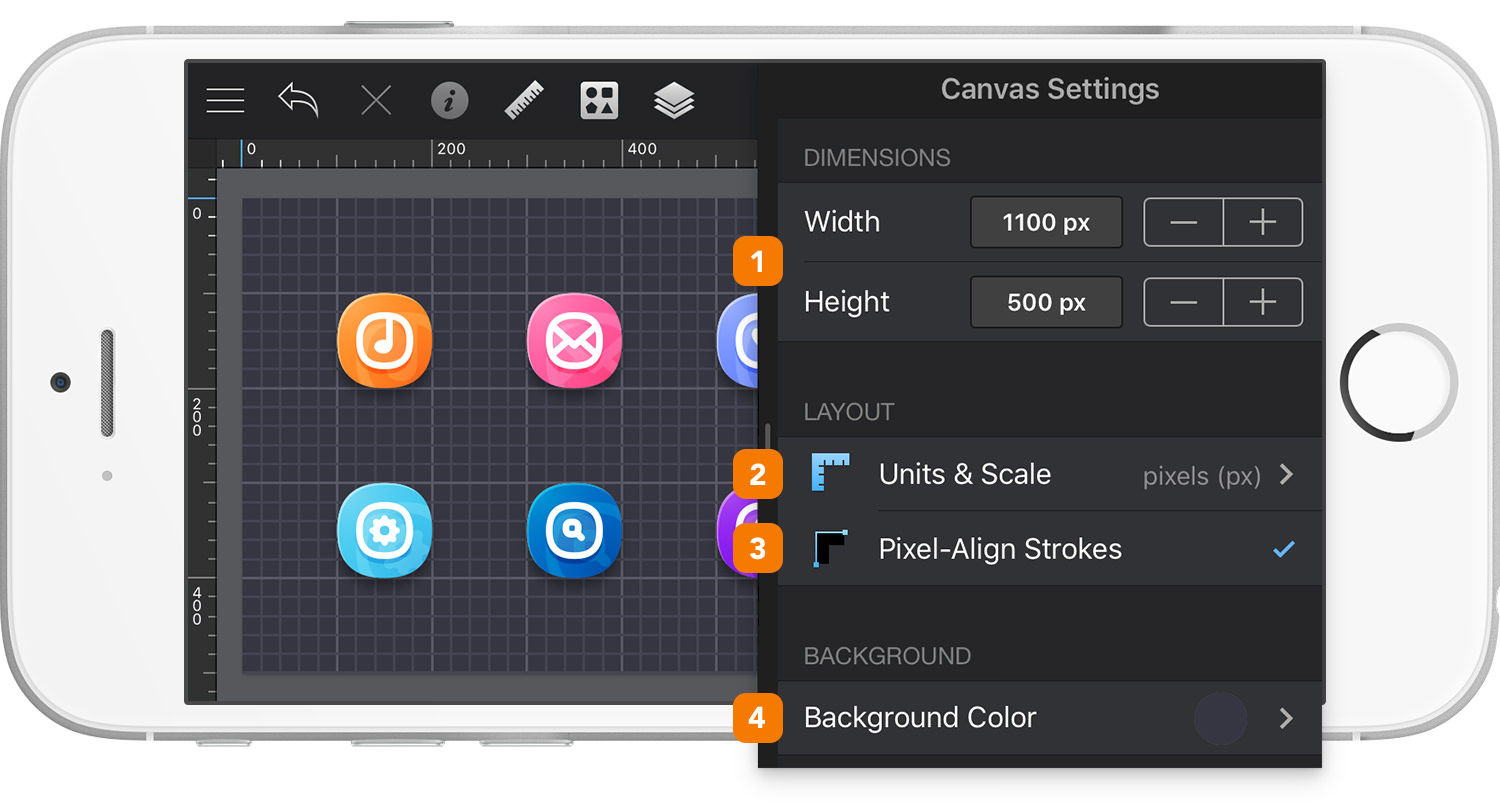 Canvas Settings
0
200
400
DIMENSIONS
0
Width
1100 px
1
Height
500 px
200
LAYOUT
2
Units & Scale
pixels (px)
3
Pixel-Align Strokes
400
BACKGROUND
4
Background Color